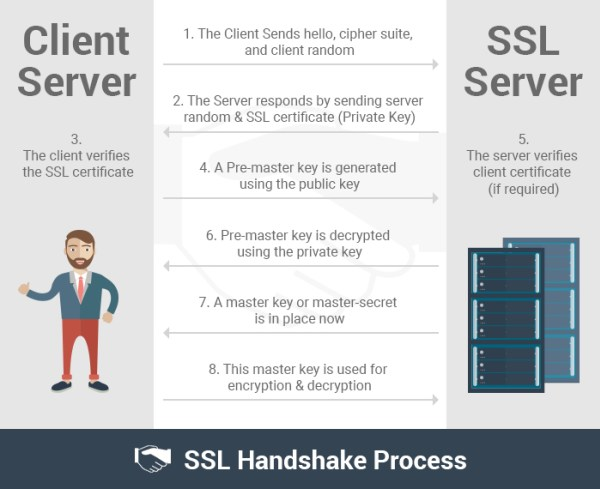 Client
Server
1. The Client Sends hello, cipher suite,
and client random
SSL
Server
2. The Server responds by sending server
random & SSL certificate (Private Key)
3.
The client verifies
the SSL certificate
4. A Pre-master key is generated
using the public key
5.
The server verifies
client certificate
(if required)
6. Pre-master key is decrypted
using the private key
7. A master key or master-secret
is in place now
8. This master key is used for
encryption & decryption
SSL Handshake Process